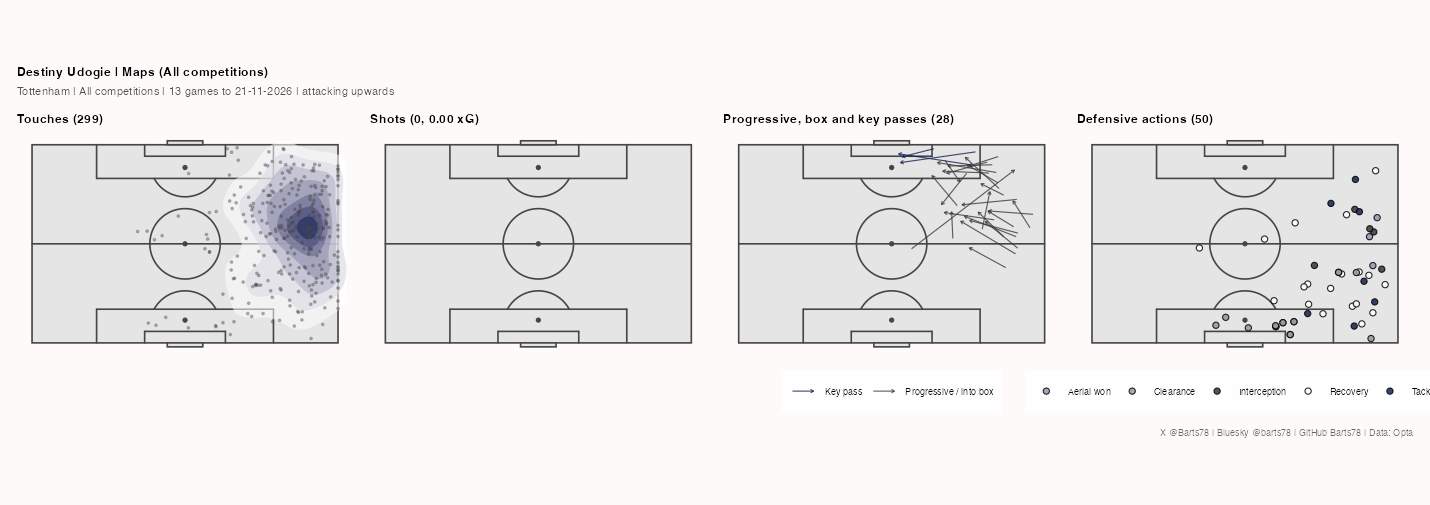 Destiny Udogie | Maps (All competitions)
Tottenham | All competitions | 13 games to 21-11-2026 | attacking upwards
Touches (299)
Shots (0, 0.00 xG)
Progressive, box and key passes (28)
Defensive actions (50)
Key pass
Progressive / into box
Aerial won
Clearance
Interception
Recovery
Tack
X @Barts78 | Bluesky @barts78 | GitHub Barts78 | Data: Opta